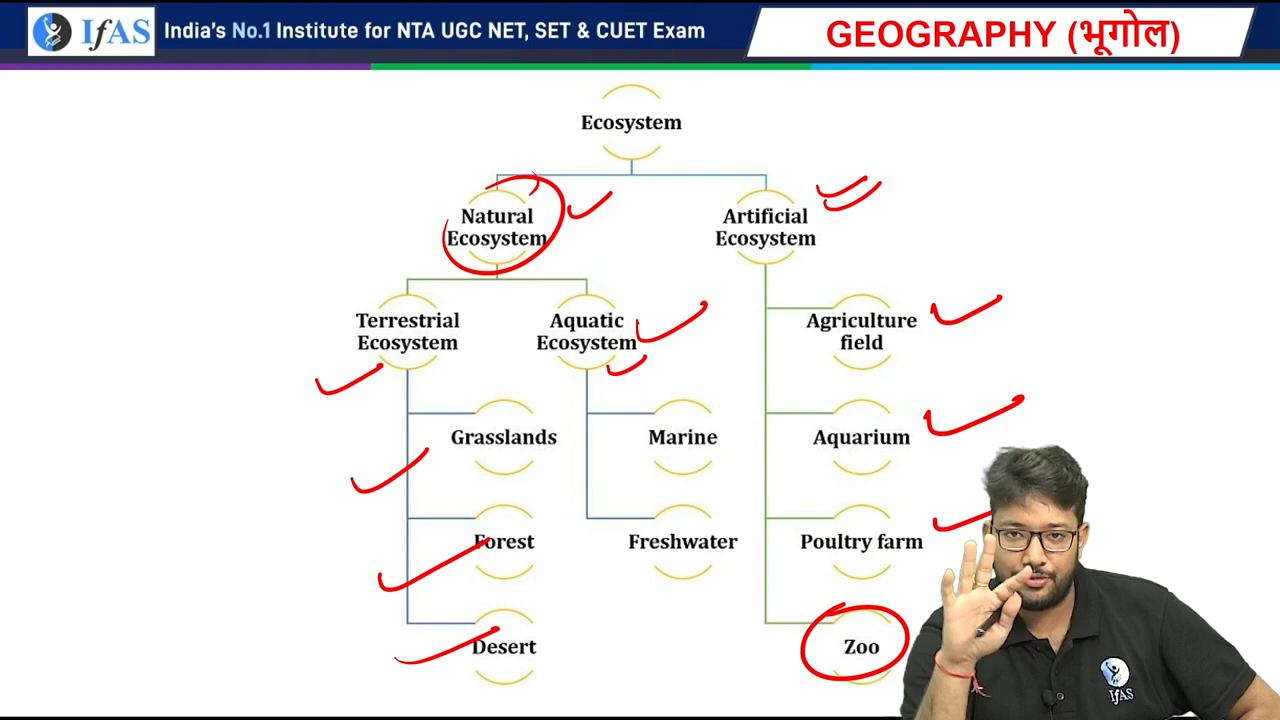 IfAS
India's No.1 Institute for NTA UGC NET, SET & CUET Exam
GEOGRAPHY (भूगोल)
Ecosystem
Natural
Ecosystem
Artificial
Ecosystem
Terrestrial
Ecosystem
Aquatic
Ecosystem
Agriculture
field
Grasslands
Marine
Aquarium
Forest
Freshwater
Poultry farm
Desert
Zoo
IfAS